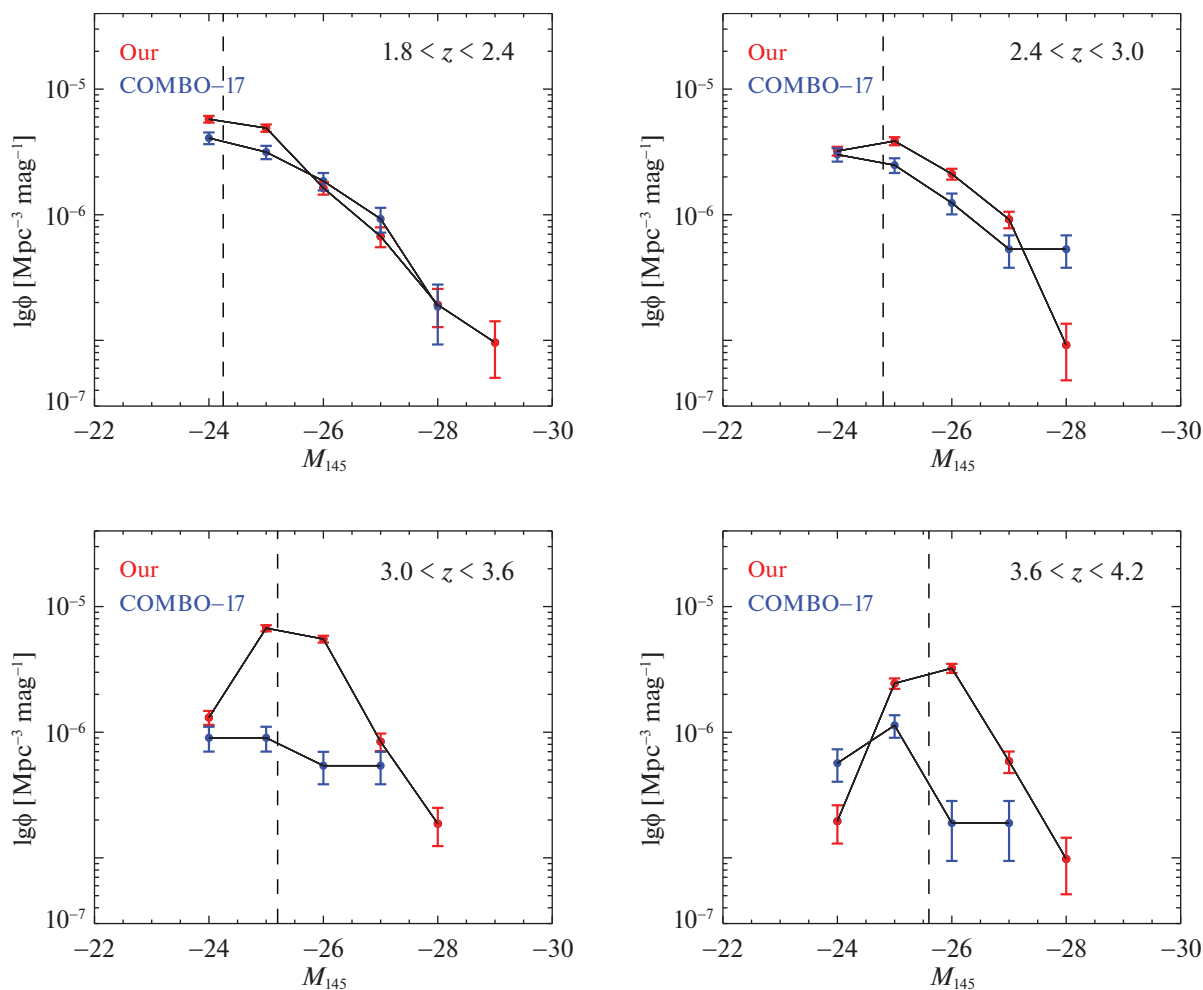 Our
COMBO–17
1.8 < z < 2.4
lgϕ [Mpc⁻³ mag⁻¹]
10⁻⁵
10⁻⁶
10⁻⁷
−22 −24 −26 −28 −30
M₁₄₅
Our
COMBO–17
2.4 < z < 3.0
lgϕ [Mpc⁻³ mag⁻¹]
10⁻⁵
10⁻⁶
10⁻⁷
−22 −24 −26 −28 −30
M₁₄₅
Our
COMBO–17
3.0 < z < 3.6
lgϕ [Mpc⁻³ mag⁻¹]
10⁻⁵
10⁻⁶
10⁻⁷
−22 −24 −26 −28 −30
M₁₄₅
Our
COMBO–17
3.6 < z < 4.2
lgϕ [Mpc⁻³ mag⁻¹]
10⁻⁵
10⁻⁶
10⁻⁷
−22 −24 −26 −28 −30
M₁₄₅